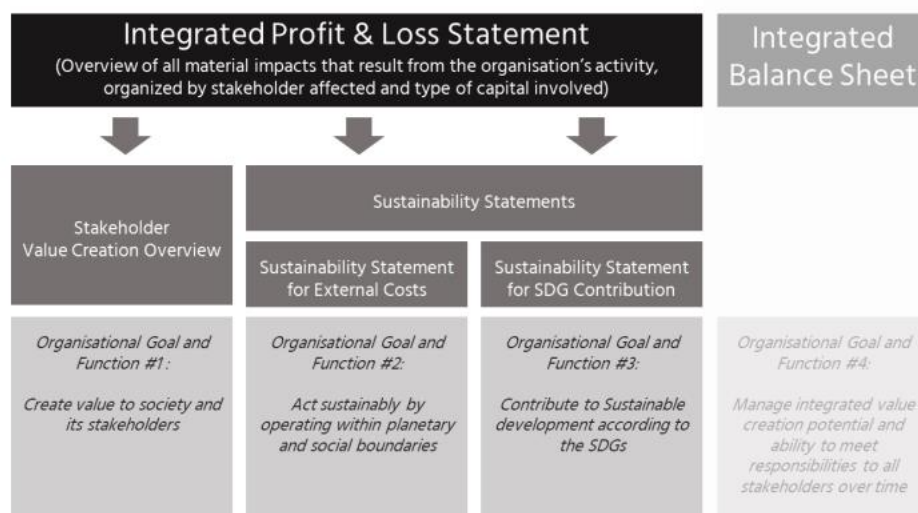 Integrated Profit & Loss Statement
(Overview of all material impacts that result from the organisation's activity,
organized by stakeholder affected and type of capital involved)
Integrated
Balance Sheet
Stakeholder
Value Creation Overview
Sustainability Statements
Sustainability Statement
for External Costs
Sustainability Statement
for SDG Contribution
Organisational Goal and
Function #1:
Create value to society and
its stakeholders
Organisational Goal and
Function #2:
Act sustainably by
operating within planetary
and social boundaries
Organisational Goal and
Function #3:
Contribute to Sustainable
development according to
the SDGs
Organisational Goal and
Function #4:
Manage integrated value
creation potential and
ability to meet
responsibilities to all
stakeholders over time